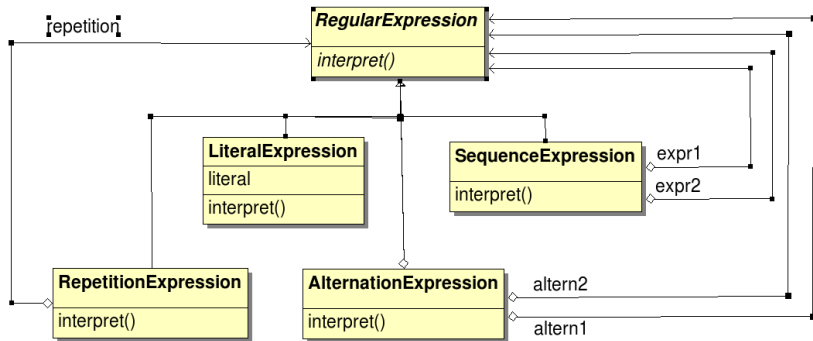 repetition
RegularExpression
interpret()
LiteralExpression
literal
interpret()
SequenceExpression
interpret()
expr1
expr2
RepetitionExpression
interpret()
AlternationExpression
interpret()
altern2
altern1